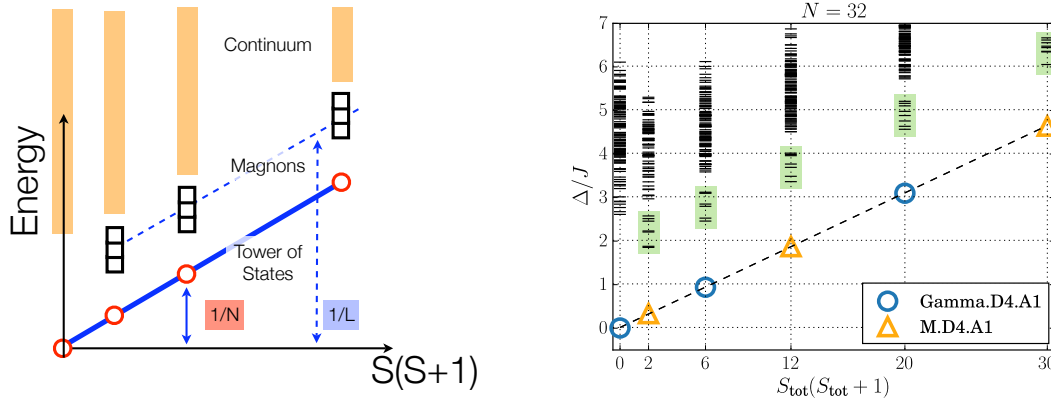 Continuum
Energy
Magnons
Tower of
States
1/N
1/L
S(S+1)
N = 32
Δ/J
7
6
5
4
3
2
1
0
Gamma.D4.A1
M.D4.A1
0 2 6 12 20 30
S_tot(S_tot + 1)